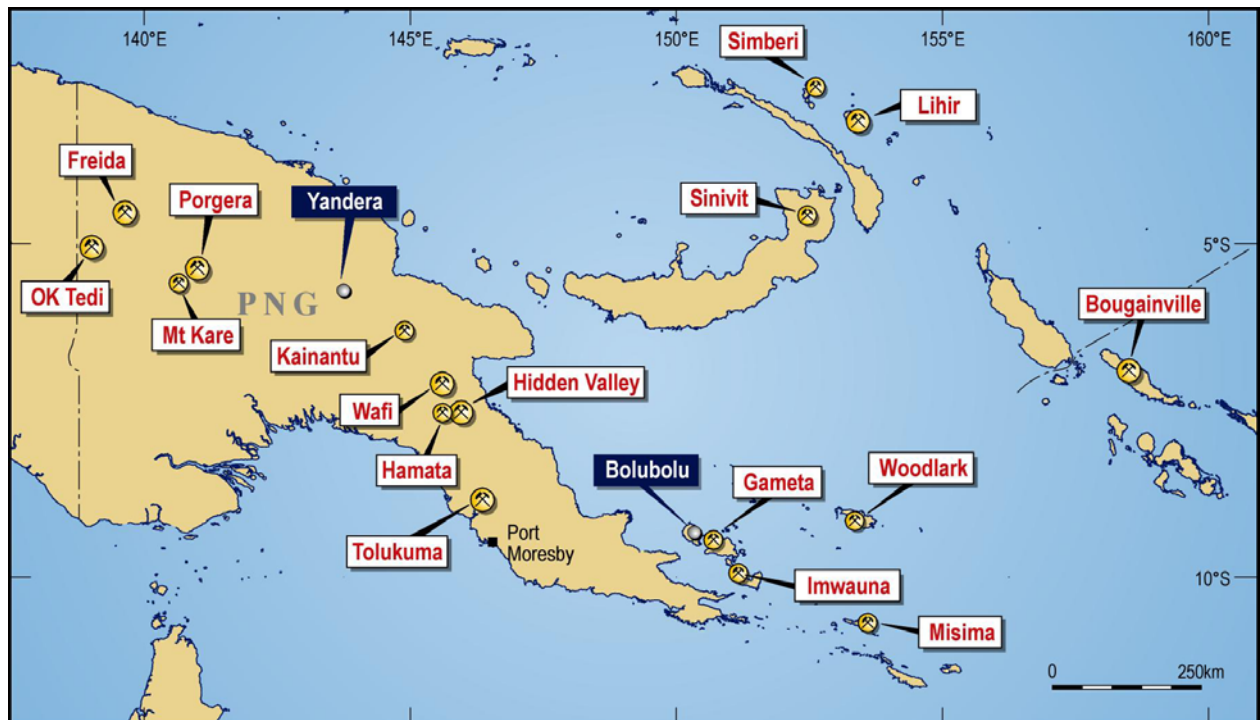 140°E
145°E
150°E
155°E
160°E
Simberi
Lihir
Freida
Porgera
Yandera
Sinivit
5°S
OK Tedi
PNG
Mt Kare
Bougainville
Kainantu
Hidden Valley
Wafi
Hamata
Bolubolu
Gameta
Woodlark
Tolukuma
Port
Moresby
Imwauna
10°S
Misima
0
250km